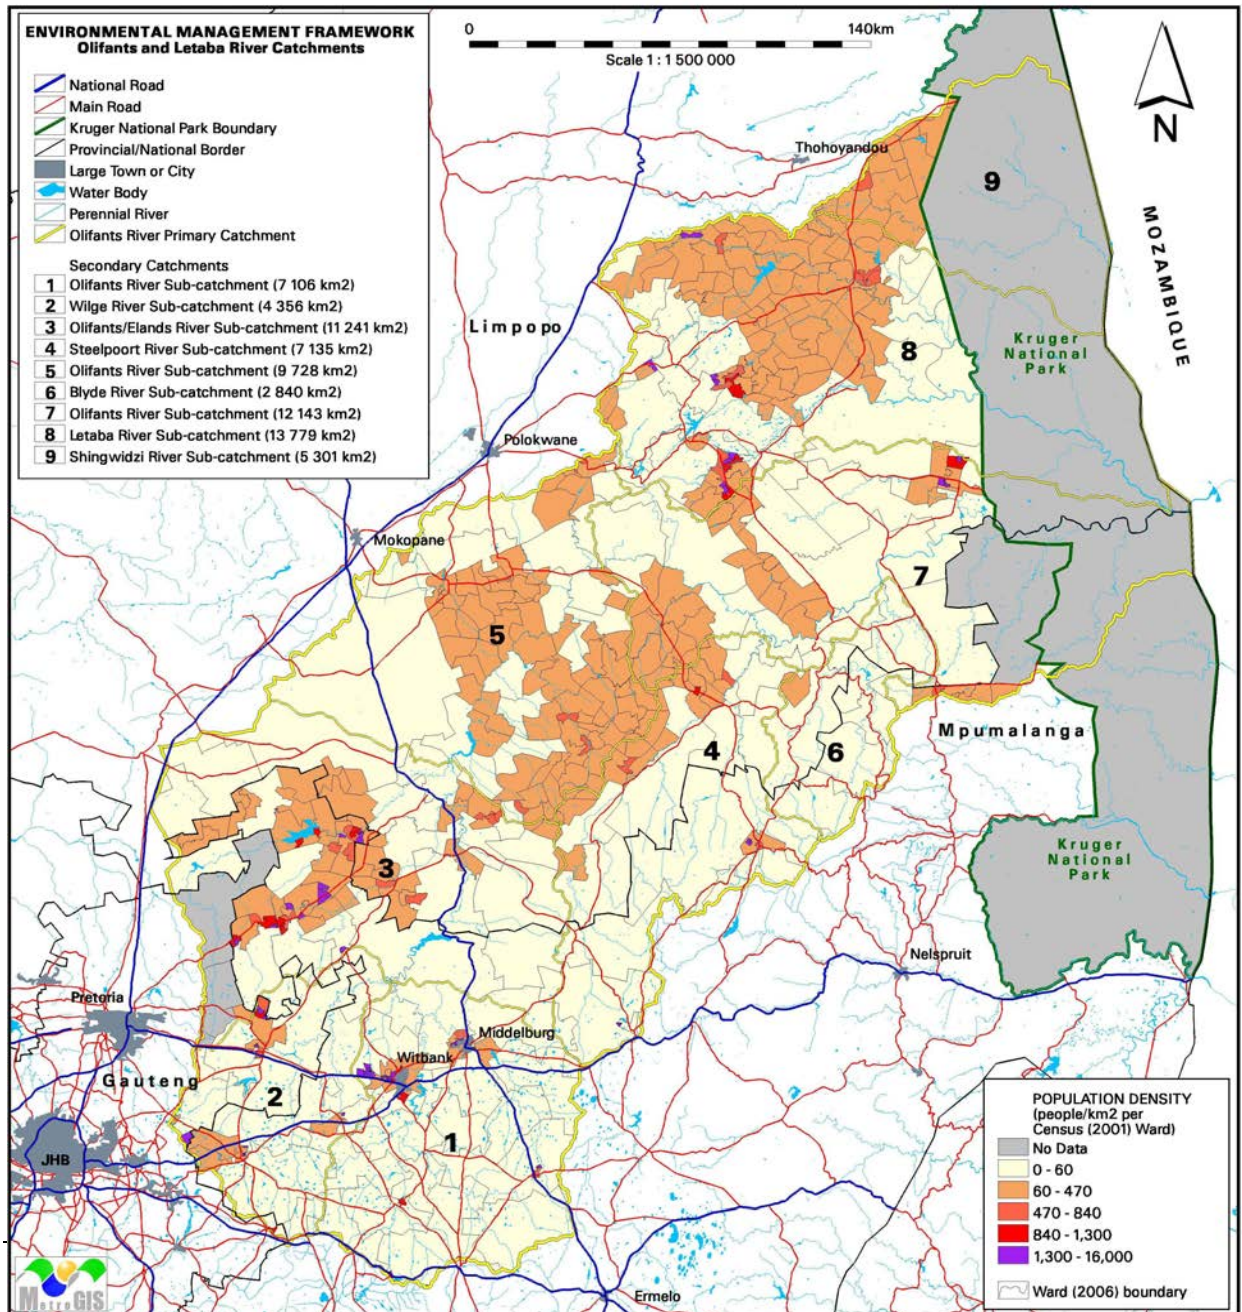 ENVIRONMENTAL MANAGEMENT FRAMEWORK
Olifants and Letaba River Catchments
National Road
Main Road
Kruger National Park Boundary
Provincial/National Border
Large Town or City
Water Body
Perennial River
Olifants River Primary Catchment
Secondary Catchments
1 Olifants River Sub-catchment (7 106 km2)
2 Wilge River Sub-catchment (4 356 km2)
3 Olifants/Elands River Sub-catchment (11 241 km2)
4 Steelpoort River Sub-catchment (7 135 km2)
5 Olifants River Sub-catchment (9 728 km2)
6 Blyde River Sub-catchment (2 840 km2)
7 Olifants River Sub-catchment (12 143 km2)
8 Letaba River Sub-catchment (13 779 km2)
9 Shingwidzi River Sub-catchment (5 301 km2)
0 140km
Scale 1 : 1 500 000
N
Thohoyandou
9
MOZAMBIQUE
Limpopo
Kruger
National
Park
8
Polokwane
Mokopane
7
5
Mpumalanga
4
6
Kruger
National
Park
3
Nelspruit
Pretoria
Middelburg
Witbank
Gauteng
2
1
JHB
POPULATION DENSITY
(people/km2 per
Census (2001) Ward)
No Data
0 - 60
60 - 470
470 - 840
840 - 1,300
1,300 - 16,000
Ward (2006) boundary
Ermelo
MetroGIS